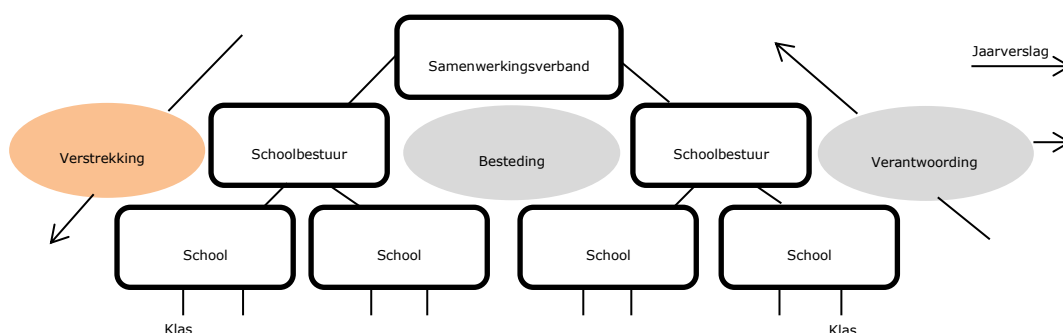 Samenwerkingsverband
Jaarverslag
Verstrekking
Schoolbestuur
Besteding
Schoolbestuur
Verantwoording
School
School
School
School
Klas
Klas